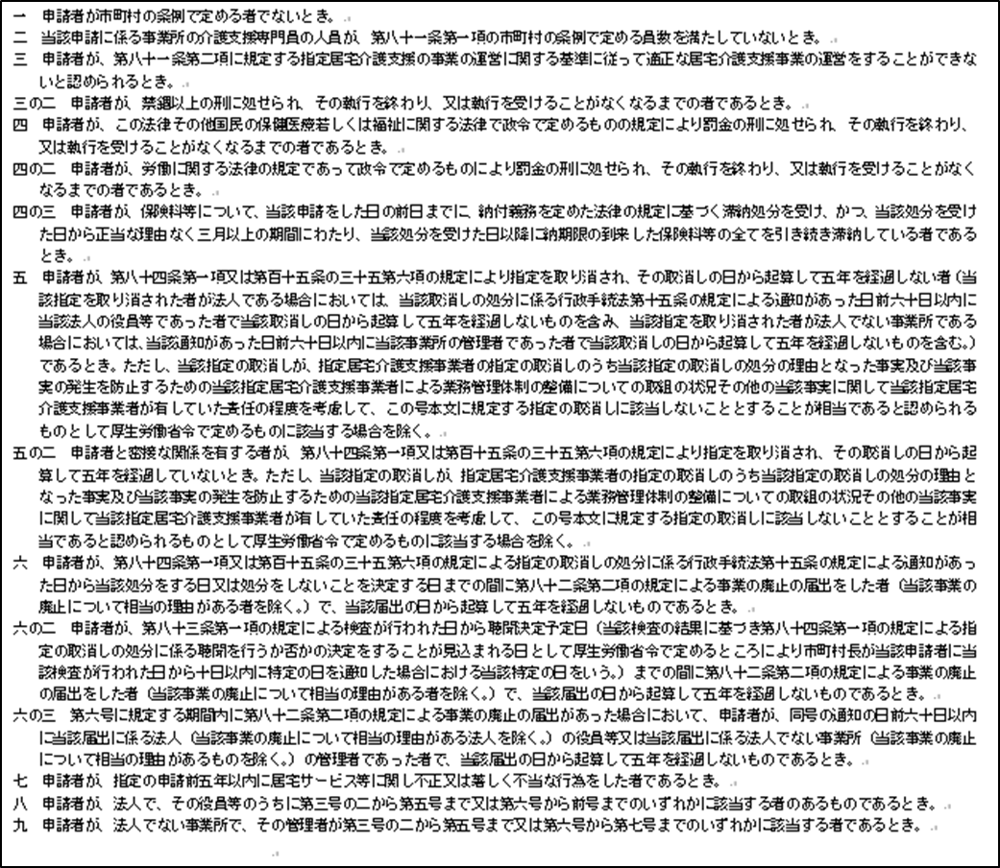 一　申請者が市町村の条例で定める者でないとき。
二　当該申請に係る事業所の介護支援専門員の人員が、第八十一条第一項の市町村の条例で定める員数を満たしていないとき。
三　申請者が、第八十一条第二項に規定する指定居宅介護支援の事業の運営に関する基準に従って適正な居宅介護支援事業の運営をすることができな
いと認められるとき。
三の二　申請者が、禁錮以上の刑に処せられ、その執行を終わり、又は執行を受けることがなくなるまでの者であるとき。
四　申請者が、この法律その他国民の保健医療若しくは福祉に関する法律で政令で定めるものの規定により罰金の刑に処せられ、その執行を終わり、
又は執行を受けることがなくなるまでの者であるとき。
四の二　申請者が、労働に関する法律の規定であって政令で定めるものにより罰金の刑に処せられ、その執行を終わり、又は執行を受けることがなく
なるまでの者であるとき。
四の三　申請者が、保険料等について、当該申請をした日の前日までに、納付義務を定めた法律の規定に基づく滞納処分を受け、かつ、当該処分を受け
た日から正当な理由なく三月以上の期間にわたり、当該処分を受けた日以降に納期限の到来した保険料等の全てを引き続き滞納している者である
とき。
五　申請者が、第八十四条第一項又は第百十五条の三十五第六項の規定により指定を取り消され、その取消しの日から起算して五年を経過しない者（当
該指定を取り消された者が法人である場合においては、当該取消しの処分に係る行政手続法第十五条の規定による通知があった日前六十日以内に
当該法人の役員等であった者で当該取消しの日から起算して五年を経過しないものを含み、当該指定を取り消された者が法人でない事業所である
場合においては、当該通知があった日前六十日以内に当該事業所の管理者であった者で当該取消しの日から起算して五年を経過しないものを含む。）
であるとき。ただし、当該指定の取消しが、指定居宅介護支援事業者の指定の取消しのうち当該指定の取消しの処分の理由となった事実及び当該事
実の発生を防止するための当該指定居宅介護支援事業者による業務管理体制の整備についての取組の状況その他の当該事実に関して当該指定居宅
介護支援事業者が有していた責任の程度を考慮して、この号本文に規定する指定の取消しに該当しないこととすることが相当であると認められる
ものとして厚生労働省令で定めるものに該当する場合を除く。
五の二　申請者と密接な関係を有する者が、第八十四条第一項又は第百十五条の三十五第六項の規定により指定を取り消され、その取消しの日から起
算して五年を経過していないとき。ただし、当該指定の取消しが、指定居宅介護支援事業者の指定の取消しのうち当該指定の取消しの処分の理由と
なった事実及び当該事実の発生を防止するための当該指定居宅介護支援事業者による業務管理体制の整備についての取組の状況その他の当該事実
に関して当該指定居宅介護支援事業者が有していた責任の程度を考慮して、この号本文に規定する指定の取消しに該当しないこととすることが相
当であると認められるものとして厚生労働省令で定めるものに該当する場合を除く。
六　申請者が、第八十四条第一項又は第百十五条の三十五第六項の規定による指定の取消しの処分に係る行政手続法第十五条の規定による通知があっ
た日から当該処分をする日又は処分をしないことを決定する日までの間に第八十二条第二項の規定による事業の廃止の届出をした者（当該事業の
廃止について相当の理由がある者を除く。）で、当該届出の日から起算して五年を経過しないものであるとき。
六の二　申請者が、第八十三条第一項の規定による検査が行われた日から聴聞決定予定日（当該検査の結果に基づき第八十四条第一項の規定による指
定の取消しの処分に係る聴聞を行うか否かの決定をすることが見込まれる日として厚生労働省令で定めるところにより市町村長が当該申請者に当
該検査が行われた日から十日以内に特定の日を通知した場合における当該特定の日をいう。）までの間に第八十二条第二項の規定による事業の廃止
の届出をした者（当該事業の廃止について相当の理由がある者を除く。）で、当該届出の日から起算して五年を経過しないものであるとき。
六の三　第六号に規定する期間内に第八十二条第二項の規定による事業の廃止の届出があった場合において、申請者が、同号の通知の日前六十日以内
に当該届出に係る法人（当該事業の廃止について相当の理由がある法人を除く。）の役員等又は当該届出に係る法人でない事業所（当該事業の廃止
について相当の理由があるものを除く。）の管理者であった者で、当該届出の日から起算して五年を経過しないものであるとき。
七　申請者が、指定の申請前五年以内に居宅サービス等に関し不正又は著しく不当な行為をした者であるとき。
八　申請者が、法人で、その役員等のうちに第三号の二から第五号まで又は第六号から前号までのいずれかに該当する者のあるものであるとき。
九　申請者が、法人でない事業所で、その管理者が第三号の二から第五号まで又は第六号から第七号までのいずれかに該当する者であるとき。